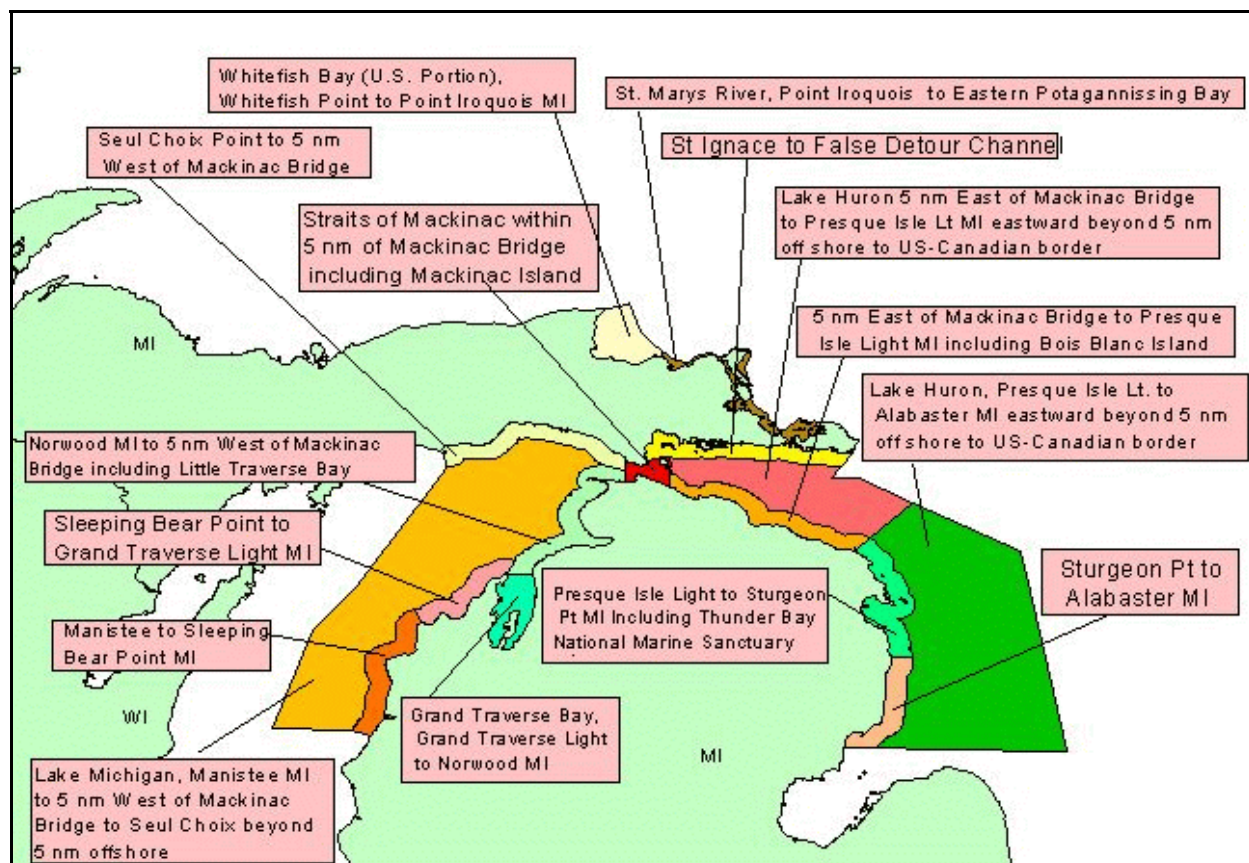 Whitefish Bay (U.S. Portion),
Whitefish Point to Point Iroquois MI
St. Marys River, Point Iroquois to Eastern Potagannissing Bay
Seul Choix Point to 5 nm
West of Mackinac Bridge
St Ignace to False Detour Channel
Straits of Mackinac within
5 nm of Mackinac Bridge
including Mackinac Island
Lake Huron 5 nm East of Mackinac Bridge
to Presque Isle Lt MI eastward beyond 5 nm
off shore to US-Canadian border
5 nm East of Mackinac Bridge to Presque
Isle Light MI including Bois Blanc Island
MI
Lake Huron, Presque Isle Lt. to
Alabaster MI eastward beyond 5 nm
off shore to US-Canadian border
Norwood MI to 5 nm West of Mackinac
Bridge including Little Traverse Bay
Sleeping Bear Point to
Grand Traverse Light MI
Sturgeon Pt to
Alabaster MI
Presque Isle Light to Sturgeon
Pt MI Including Thunder Bay
National Marine Sanctuary
Manistee to Sleeping
Bear Point MI
WI
Grand Traverse Bay,
Grand Traverse Light
to Norwood MI
MI
Lake Michigan, Manistee MI
to 5 nm West of Mackinac
Bridge to Seul Choix beyond
5 nm offshore